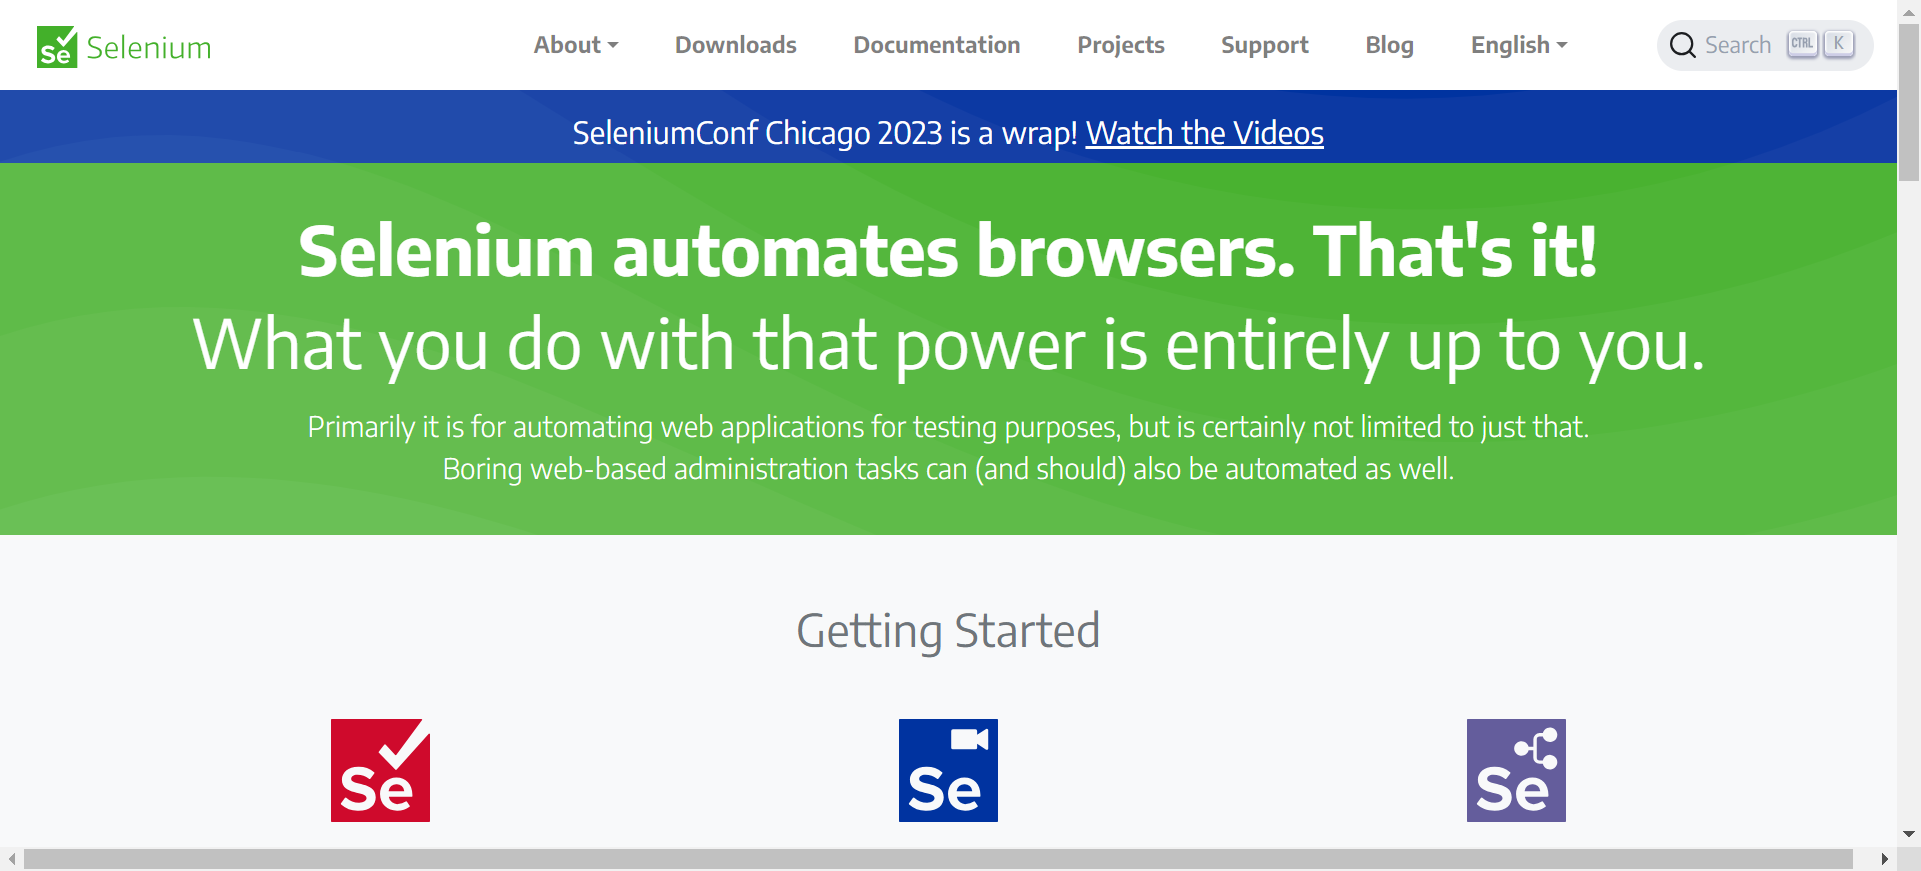 Se Selenium
About Downloads Documentation Projects Support Blog English Search CTRL K
SeleniumConf Chicago 2023 is a wrap! Watch the Videos
Selenium automates browsers. That's it!
What you do with that power is entirely up to you.
Primarily it is for automating web applications for testing purposes, but is certainly not limited to just that.
Boring web-based administration tasks can (and should) also be automated as well.
Getting Started
Se Se Se